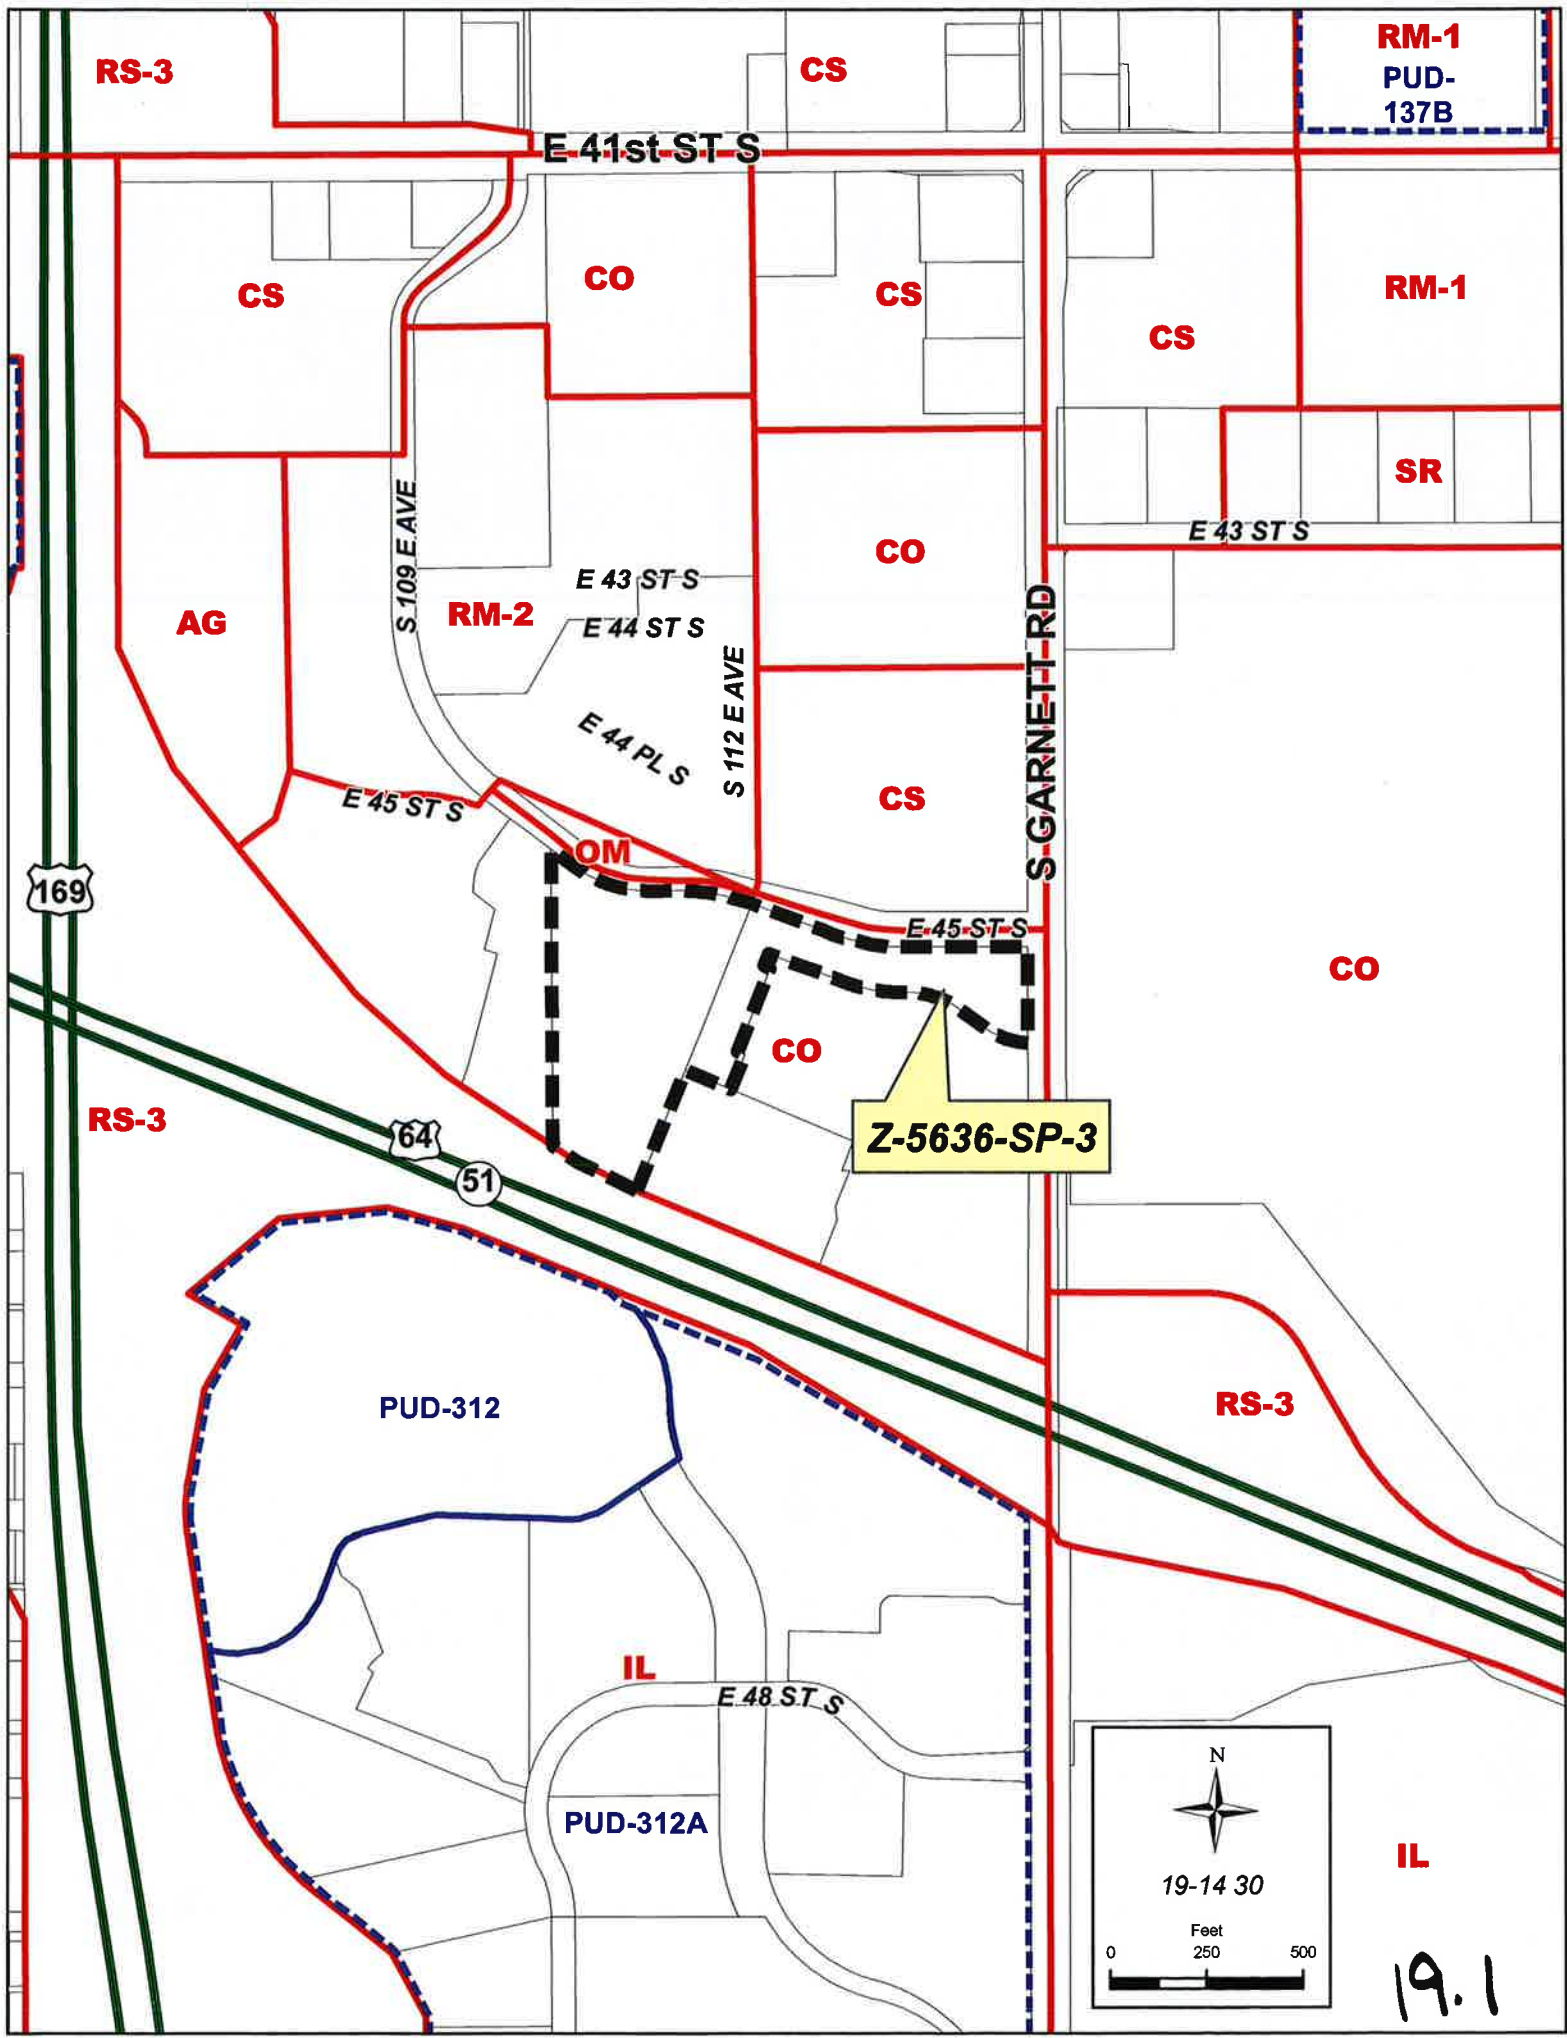 RS-3
CS
RM-1
PUD-
137B
E 41st ST S
CS
CO
CS
CS
RM-1
SR
E 43 ST S
S 109 E AVE
CO
E 43 ST S
RM-2
E 44 ST S
AG
S 112 E AVE
S GARNETT RD
E 44 PL S
E 45 ST S
CS
OM
169
E 45 ST S
CO
CO
RS-3
64
Z-5636-SP-3
51
PUD-312
RS-3
IL
E 48 ST S
PUD-312A
N
IL
19-14 30
Feet
0 250 500
19.1